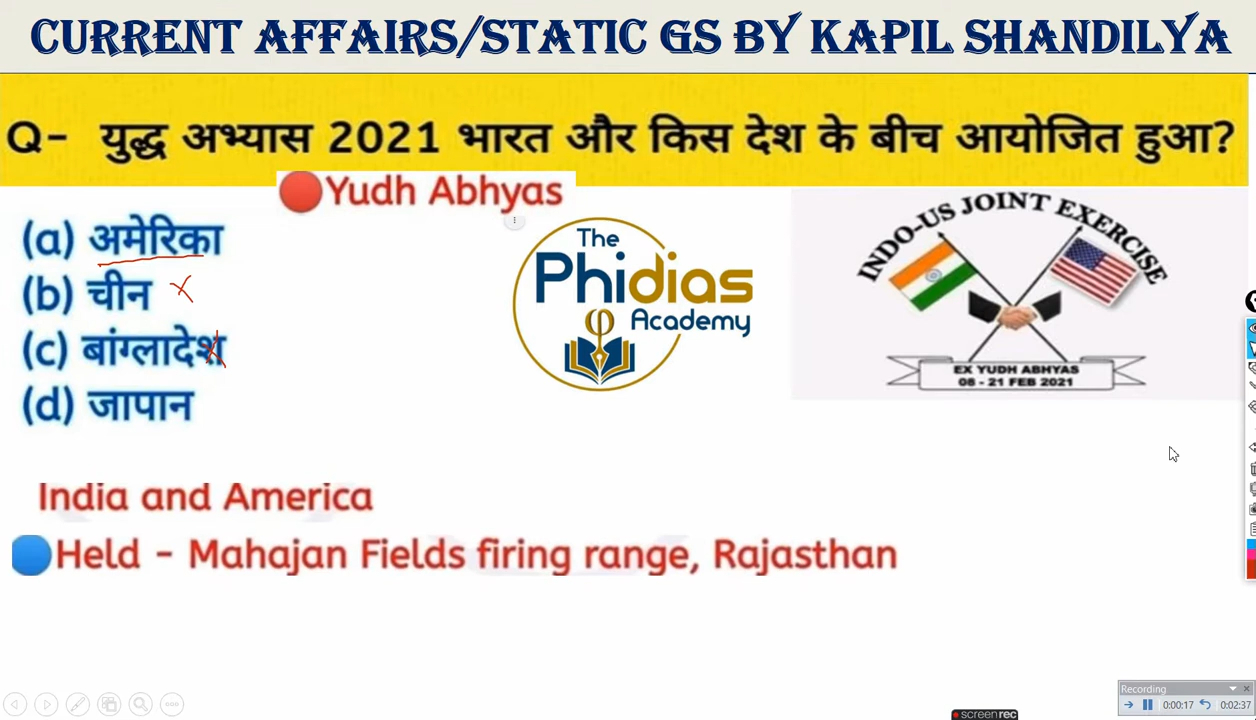 CURRENT AFFAIRS/STATIC GS BY KAPIL SHANDILYA
Q- युद्ध अभ्यास 2021 भारत और किस देश के बीच आयोजित हुआ?
Yudh Abhyas
(a) अमेरिका
(b) चीन
(c) बांग्लादेश
(d) जापान
The
Phidias
Academy
INDO-US JOINT EXERCISE
EX YUDH ABHYAS
08 - 21 FEB 2021
India and America
Held - Mahajan Fields firing range, Rajasthan
Recording
0:00:17
0:02:37
screenrec